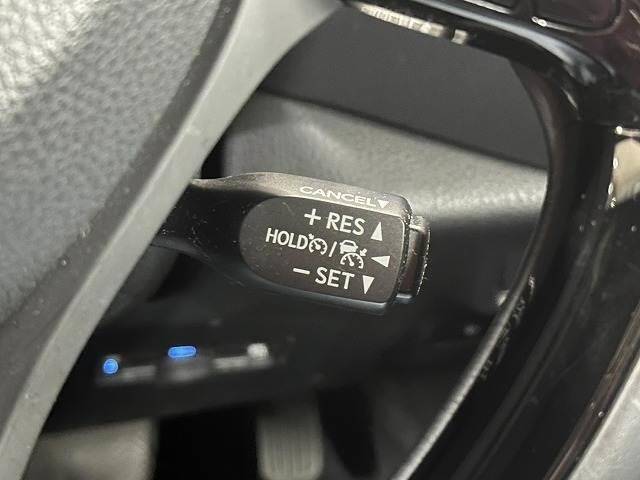 CANCEL▼
+ RES ▲
HOLD / ◀
− SET ▼